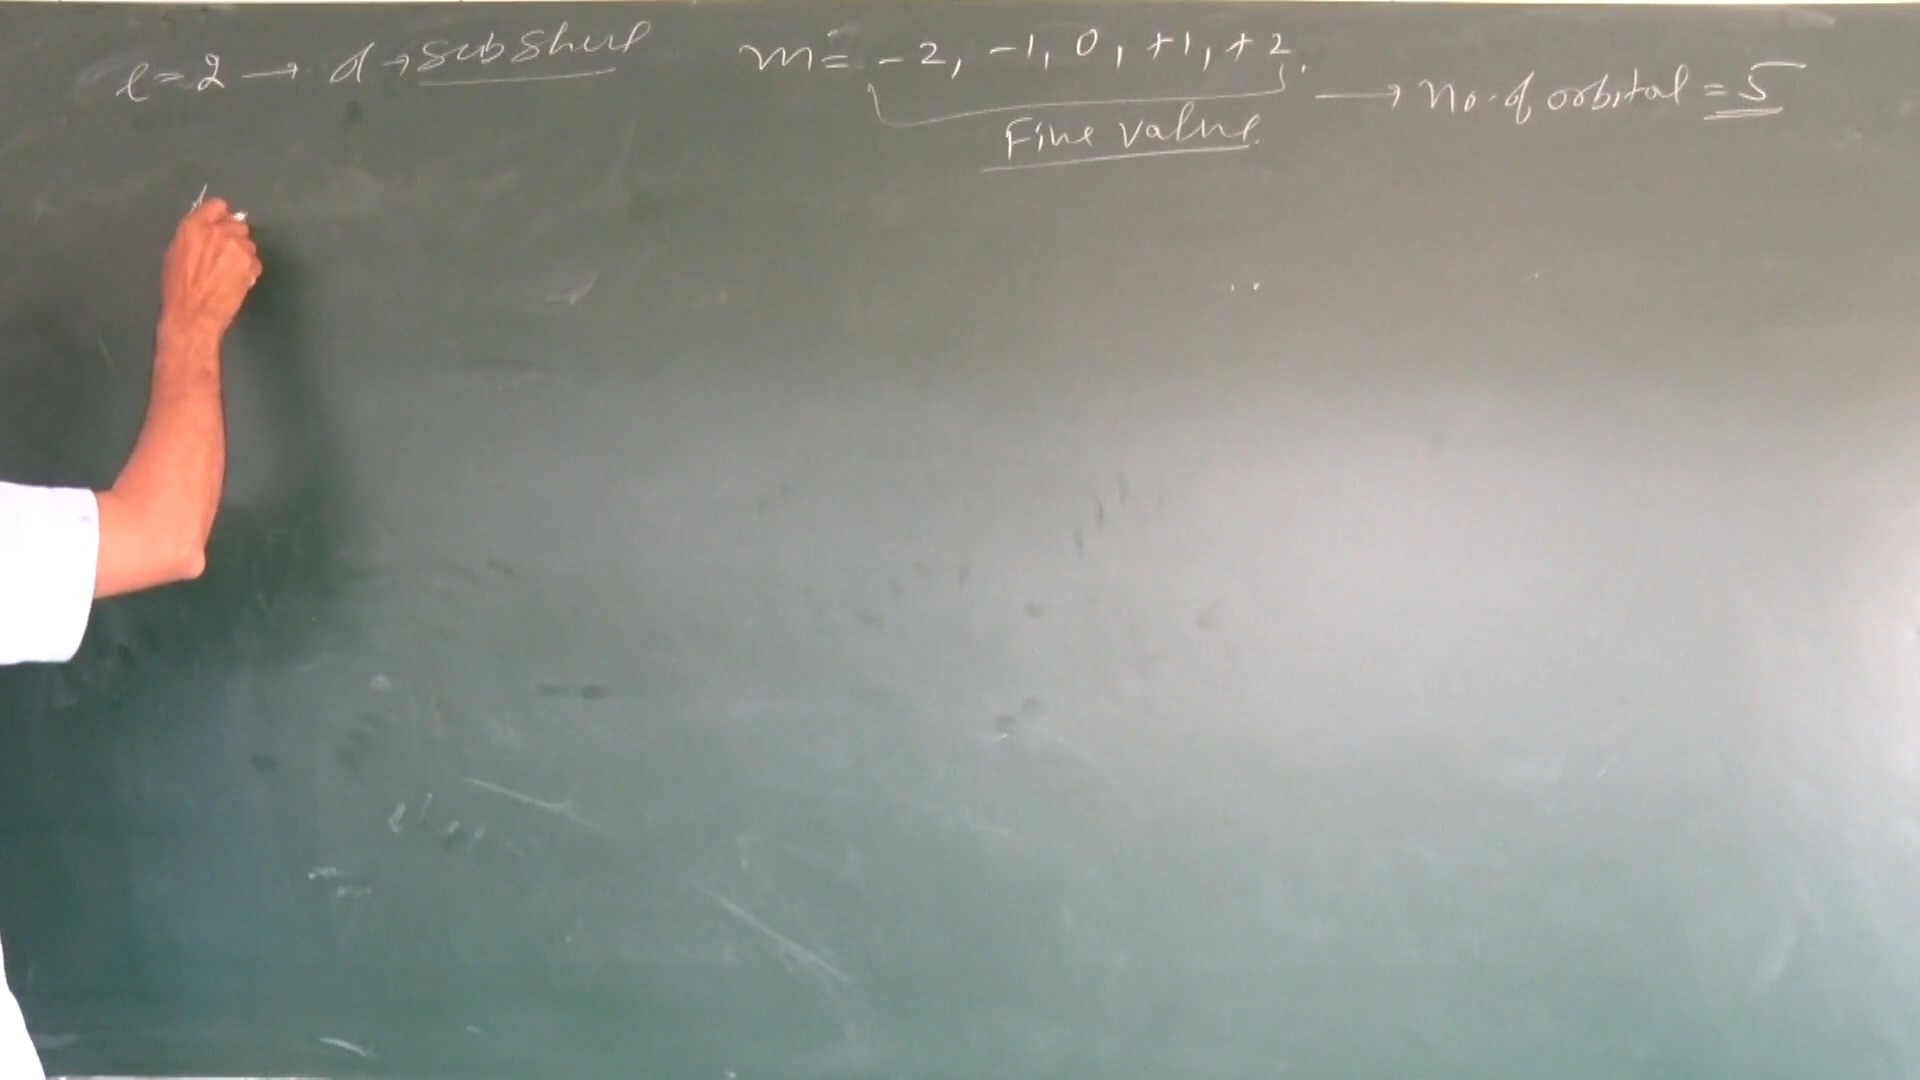 l = 2 → d → subshell m = -2, -1, 0, +1, +2. → no. of orbital = 5
Five value.